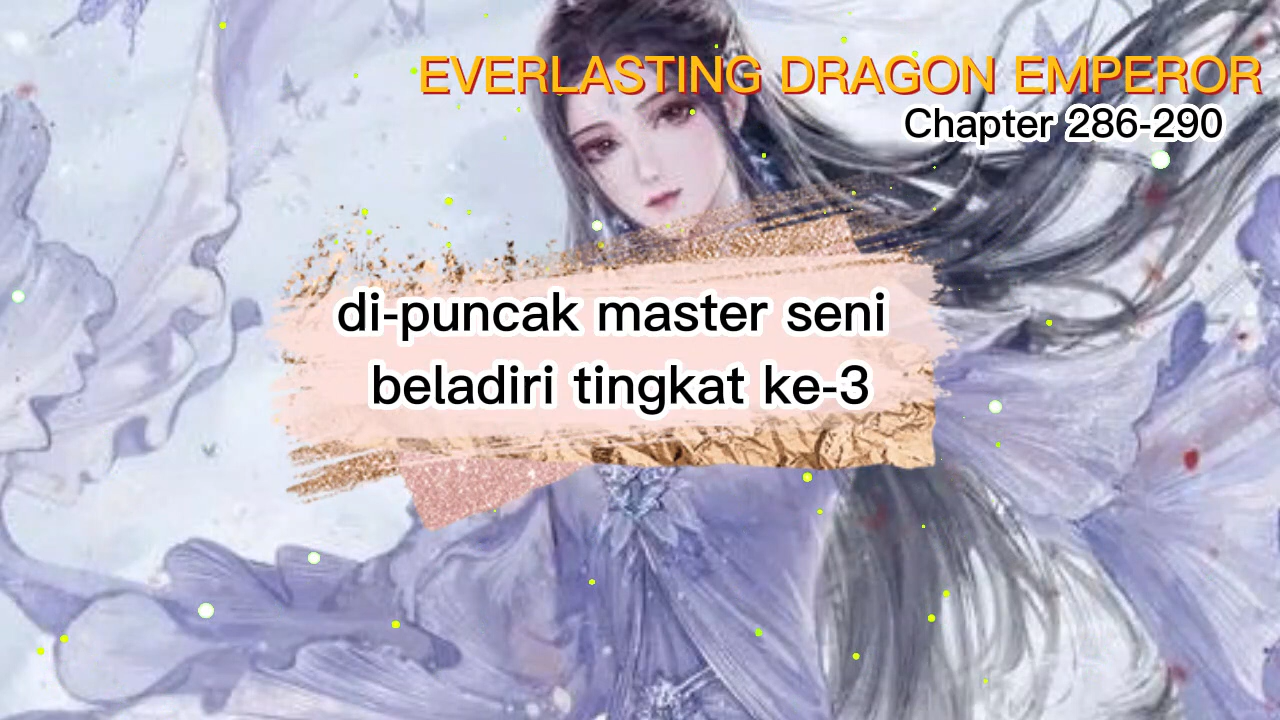 EVERLASTING DRAGON EMPEROR
Chapter 286-290
di-puncak master seni
beladiri tingkat ke-3